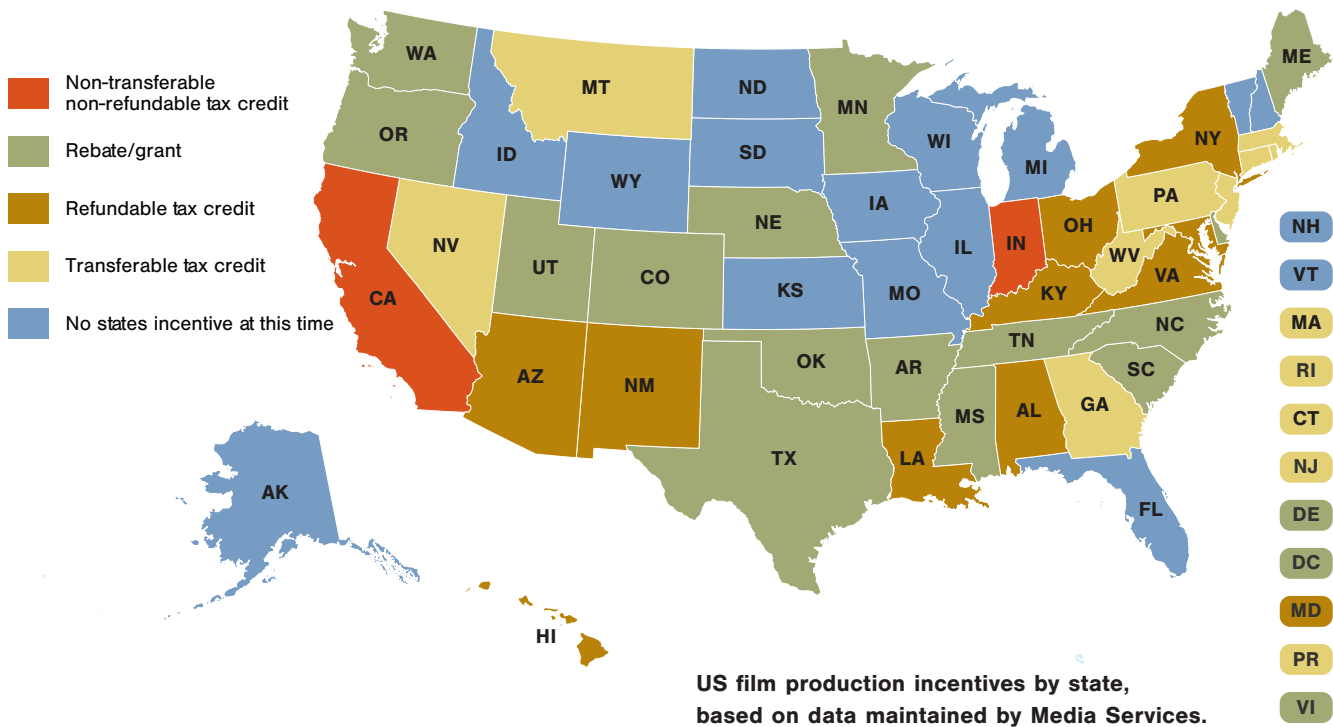 Non-transferable
non-refundable tax credit
Rebate/grant
Refundable tax credit
Transferable tax credit
No states incentive at this time
WA
MT
ND
MN
ME
OR
ID
SD
WI
MI
NY
WY
IA
PA
NE
NV
UT
CO
KS
MO
IL
IN
OH
WV
VA
KY
CA
AZ
NM
OK
AR
TN
NC
SC
TX
LA
MS
AL
GA
FL
AK
HI
NH
VT
MA
RI
CT
NJ
DE
DC
MD
PR
VI
US film production incentives by state,
based on data maintained by Media Services.